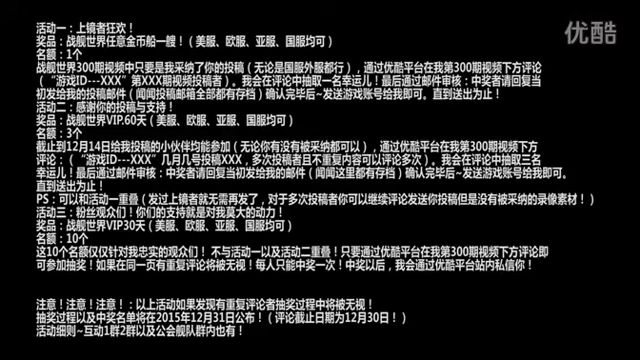 优酷
活动一：上镜者狂欢！
奖品：战舰世界任意金币船一艘！（美服、欧服、亚服、国服均可）
名额：1个
战舰世界300期视频中只要是我采纳了你的投稿（无论是国服外服都行），通过优酷平台在我第300期视频下方评论
（“游戏ID---XXX”第XXX期视频投稿者）。我会在评论中抽取一名幸运儿！最后通过邮件审核：中奖者请回复当
初发给我的投稿邮件（闻闻投稿邮箱全部都有存档）确认完毕后~发送游戏账号给我即可。直到送出为止！
活动二：感谢你的投稿与支持！
奖品：战舰世界VIP.60天（美服、欧服、亚服、国服均可）
名额：3个
截止到12月14日给我投稿的小伙伴均能参加（无论你有没有被采纳都可以），通过优酷平台在我第300期视频下方
评论：（“游戏ID---XXX”几月几号投稿XXX，多次投稿者且不重复内容可以评论多次）。我会在评论中抽取三名
幸运儿！最后通过邮件审核：中奖者请回复当初发给我的邮件（闻闻这里都有存档）确认完毕后~发送游戏账号给我即可。
直到送出为止！
PS：可以和活动一重叠（发过上镜者就无需再发了，对于多次投稿者你可以继续评论发送你投稿但是没有被采纳的录像素材！）
活动三：粉丝观众们！你们的支持就是对我莫大的动力！
奖品：战舰世界VIP30天（美服、欧服、亚服、国服均可）
名额：10个
这10个名额仅仅针对我忠实的观众们！ 不与活动一以及活动二重叠！只要通过优酷平台在我第300期视频下方评论即
可参加抽奖！如果在同一页有重复评论将被无视！每人只能中奖一次！中奖以后，我会通过优酷平台站内私信你！
注意！注意！注意！：以上活动如果发现有重复评论者抽奖过程中将被无视！
抽奖过程以及中奖名单将在2015年12月31日公布！（评论截止日期为12月30日！）
活动细则~互动1群2群以及公会舰队群内也有！